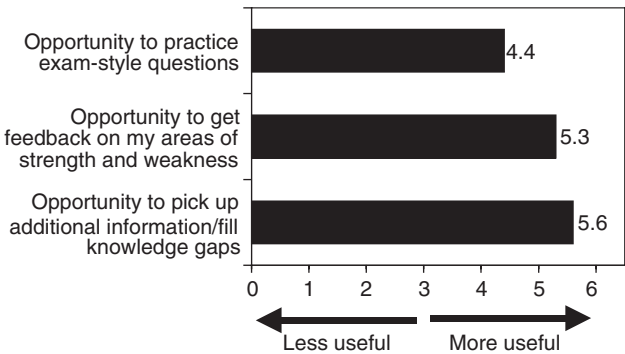 Opportunity to practice
exam-style questions
4.4
Opportunity to get
feedback on my areas of
strength and weakness
5.3
Opportunity to pick up
additional information/fill
knowledge gaps
5.6
0 1 2 3 4 5 6
Less useful More useful